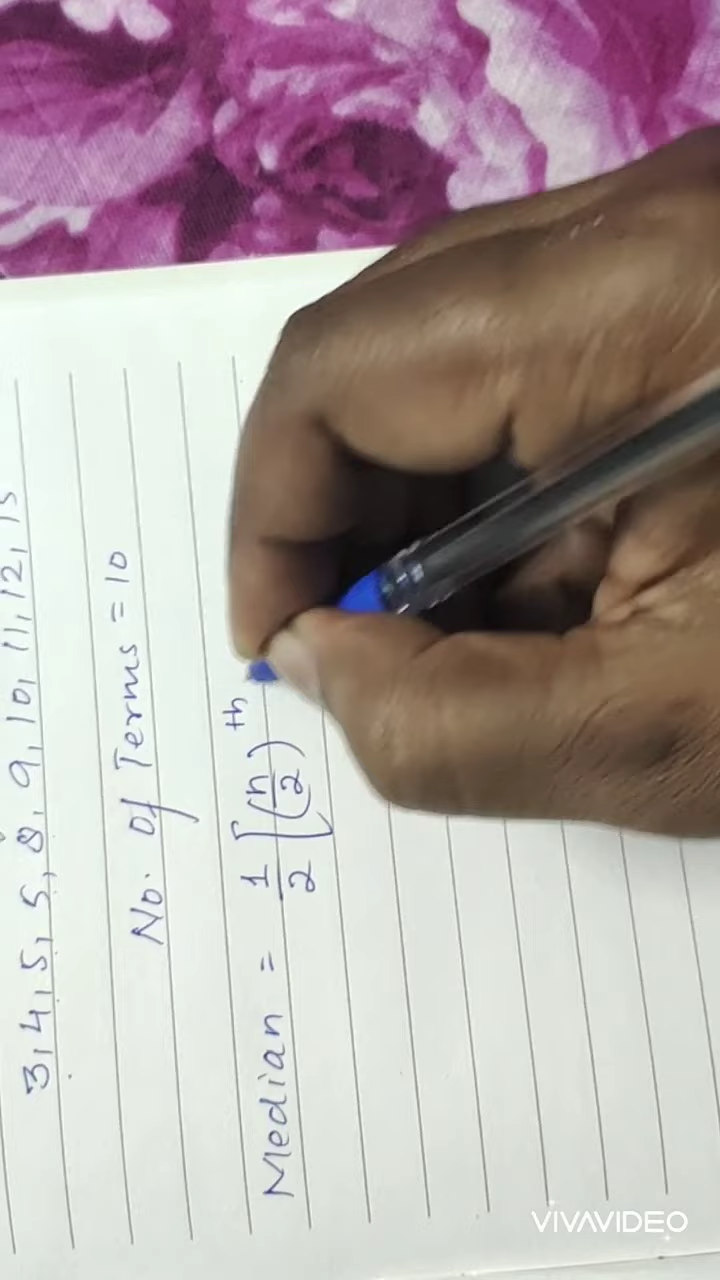 3, 4, 5, 5, 8, 9, 10, 11, 12, 15
No. Of Terms = 10
Median = 1/2 [(n/2)^th
VIVAVIDEO